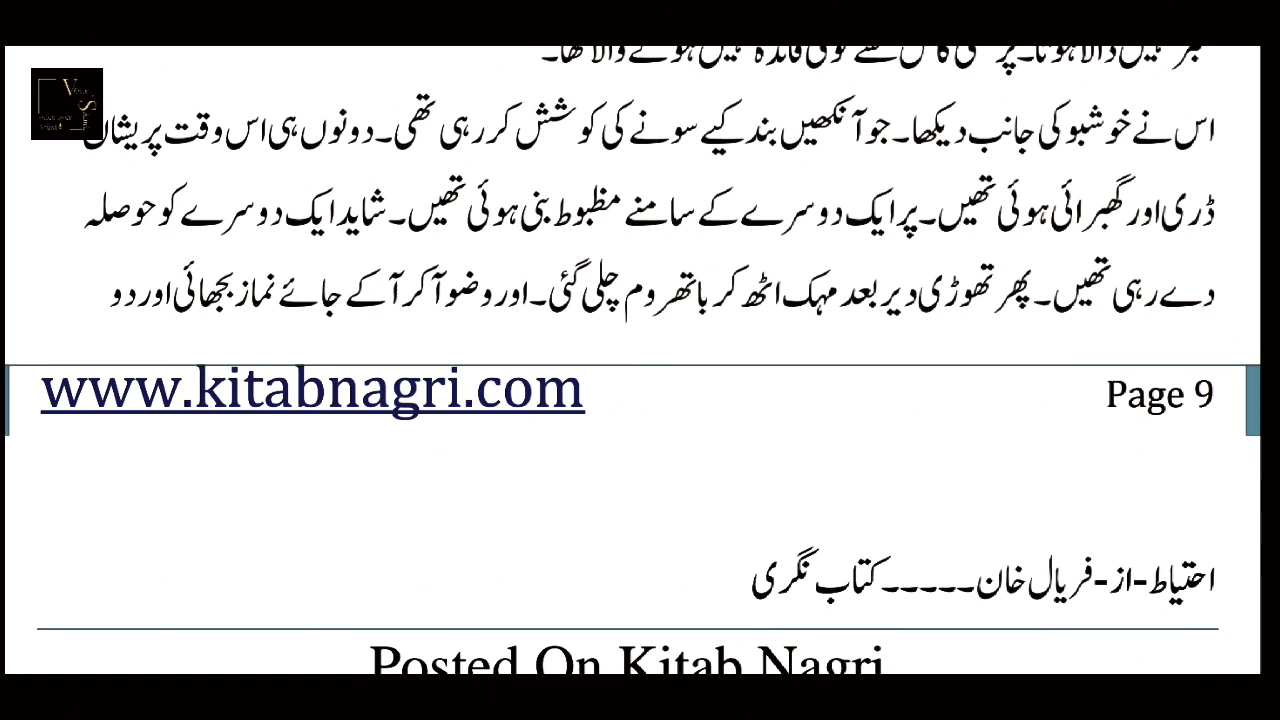 اس نے خوشبو کی جانب دیکھا۔ جو آنکھیں بند کیے سونے کی کوشش کر رہی تھی۔ دونوں ہی اس وقت پریشان
ڈری اور گھبرائی ہوئی تھیں۔ پر ایک دوسرے کے سامنے مظبوط بنی ہوئی تھیں۔ شاید ایک دوسرے کو حوصلہ
دے رہی تھیں۔ پھر تھوڑی دیر بعد مہک اٹھ کر باتھروم چلی گئی۔ اور وضو آ کر آ کے جائے نماز بچھائی اور دو
www.kitabnagri.com
Page 9
احتیاط-از-فریال خان۔۔۔۔۔ کتاب نگری
Posted On Kitab Nagri